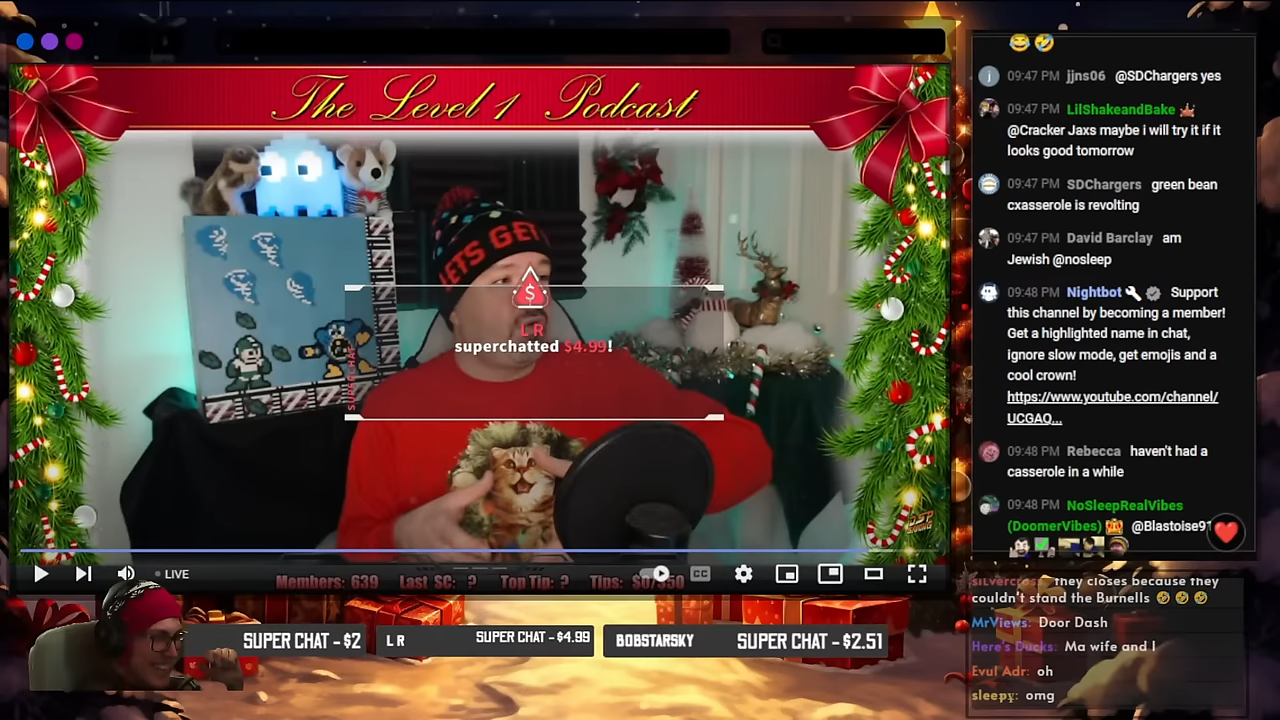 The Level 1 Podcast
LETS GET
$
L R
superchatted $4.99!
SUPER CHAT
LIVE
CC
Members: 639 Last SC: ? Top Tip: ? Tips: $0/$50
SUPER CHAT - $2
L R SUPER CHAT - $4.99
BOBSTARSKY SUPER CHAT - $2.51
09:47 PM jjns06 @SDChargers yes
09:47 PM LilShakeandBake
@Cracker Jaxs maybe i will try it if it
looks good tomorrow
09:47 PM SDChargers green bean
cxasserole is revolting
09:47 PM David Barclay am
Jewish @nosleep
09:48 PM Nightbot Support
this channel by becoming a member!
Get a highlighted name in chat,
ignore slow mode, get emojis and a
cool crown!
https://www.youtube.com/channel/
UCGAO...
09:48 PM Rebecca haven't had a
casserole in a while
09:48 PM NoSleepRealVibes
(DoomerVibes) @Blastoise91
they closes because they
couldn't stand the Burnells
MrViews: Door Dash
Here's Ducks: Ma wife and I
Evul Adr: oh
sleepy: omg